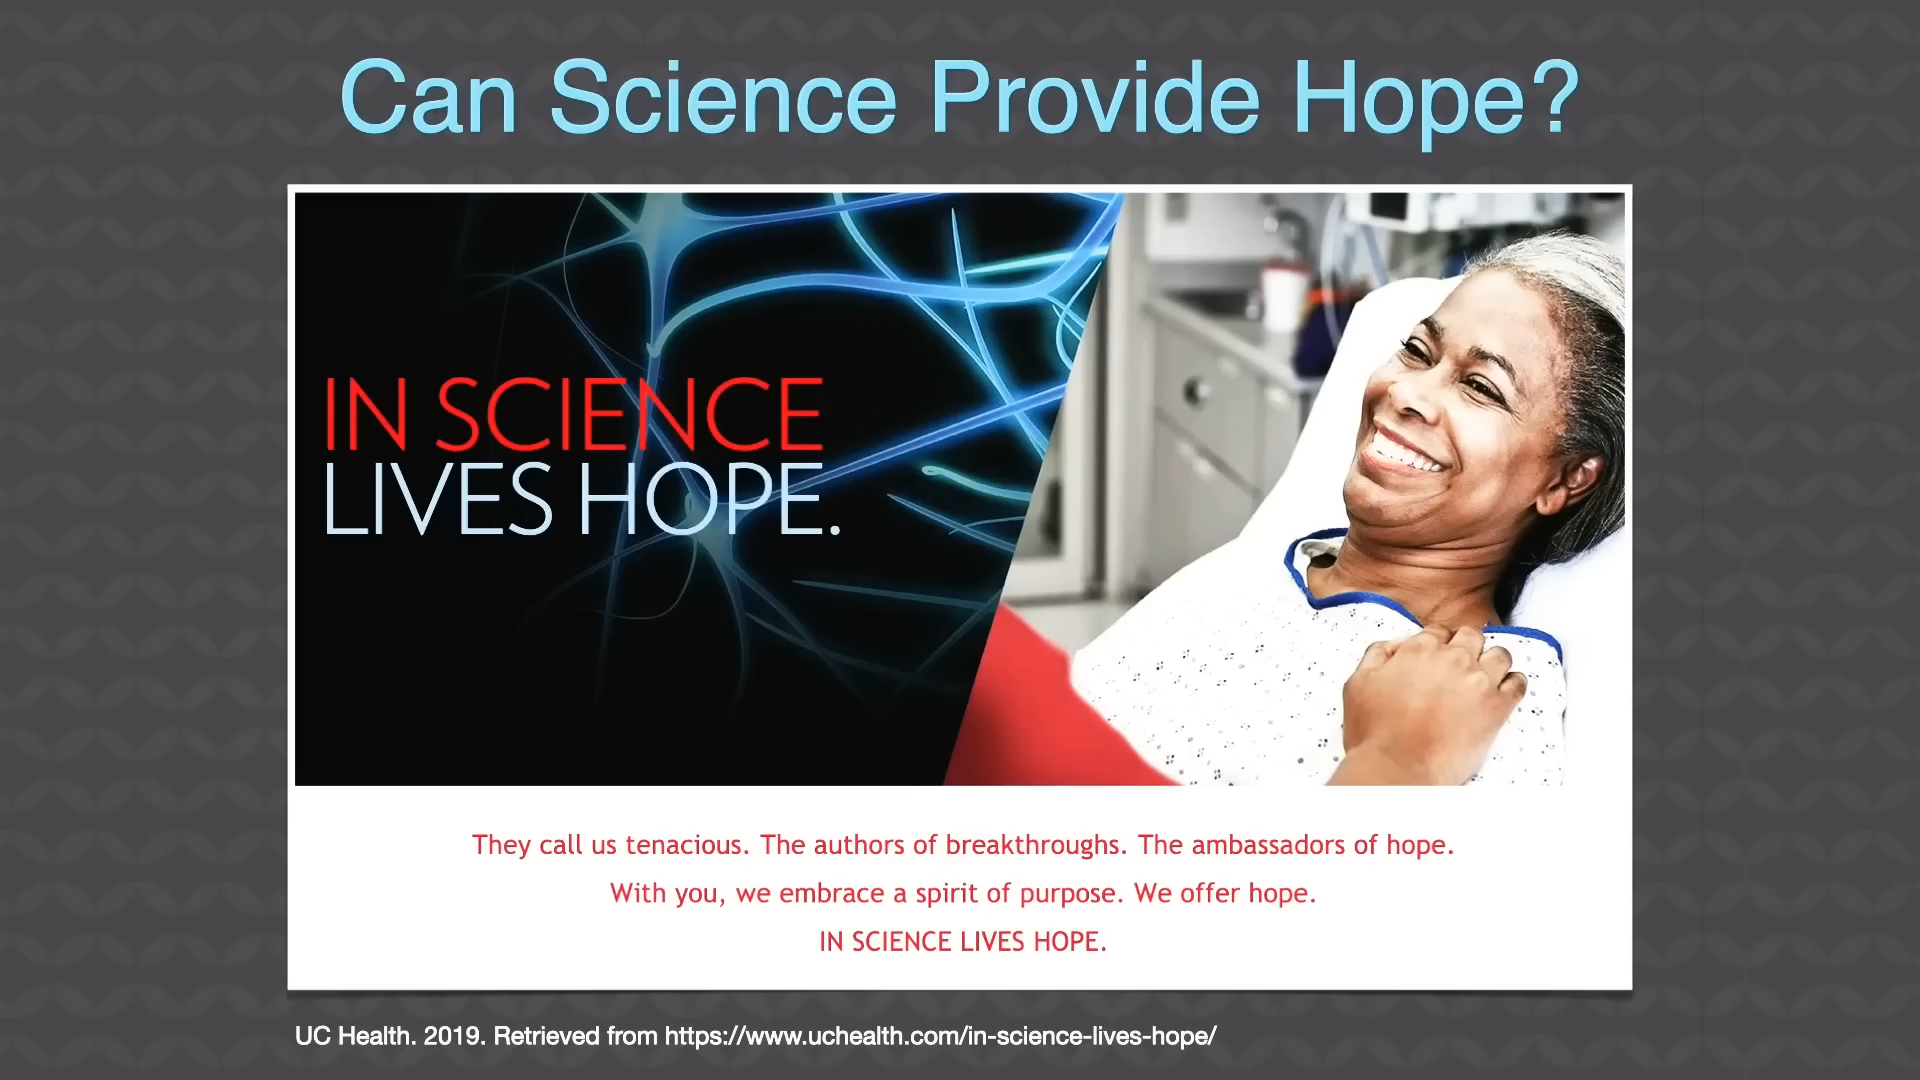 Can Science Provide Hope?
IN SCIENCE
LIVES HOPE.
They call us tenacious. The authors of breakthroughs. The ambassadors of hope.
With you, we embrace a spirit of purpose. We offer hope.
IN SCIENCE LIVES HOPE.
UC Health. 2019. Retrieved from https://www.uchealth.com/in-science-lives-hope/